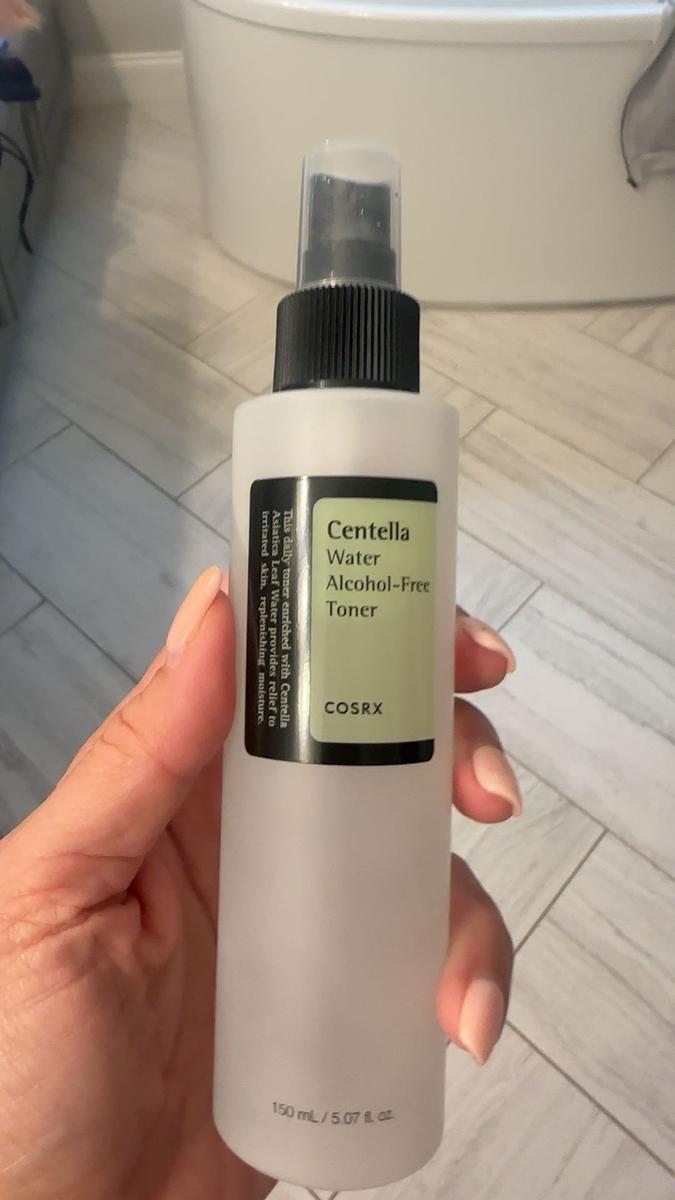 Centella
Water
Alcohol-Free
Toner
COSRX
This daily toner enriched with Centella
Asiatica Leaf Water provides relief to
irritated skin, replenishing moisture.
150 mL / 5.07 fl. oz.